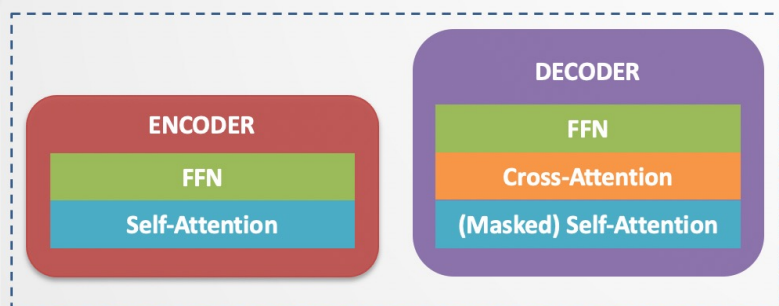 ENCODER
FFN
Self-Attention
DECODER
FFN
Cross-Attention
(Masked) Self-Attention